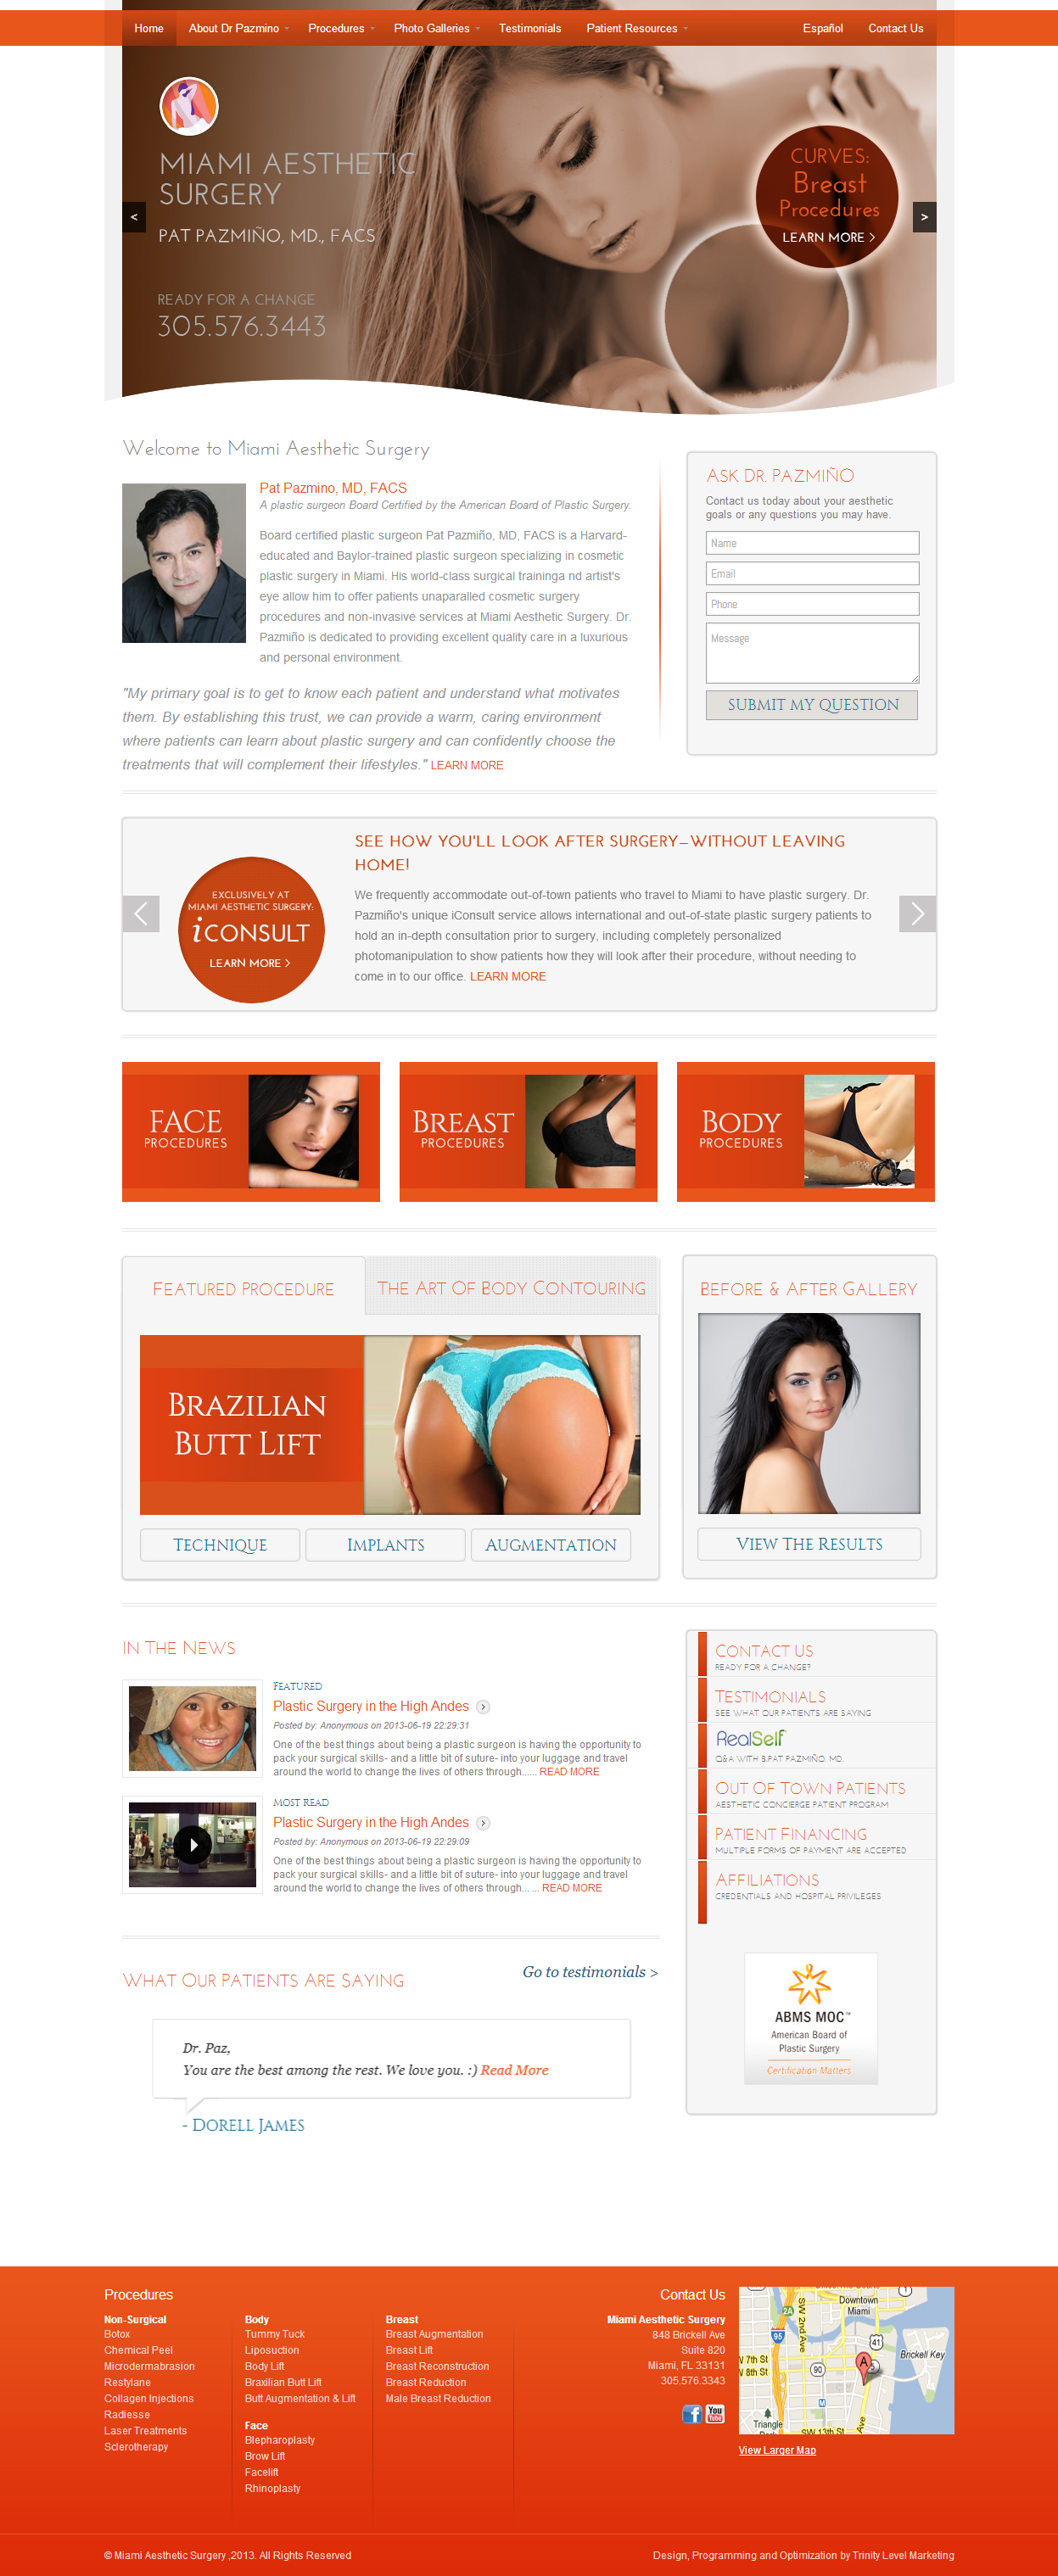 Home About Dr Pazmino Procedures Photo Galleries Testimonials Patient Resources Español Contact Us
MIAMI AESTHETIC
SURGERY
PAT PAZMIÑO, MD., FACS
READY FOR A CHANGE
305.576.3443
<
CURVES:
Breast
Procedures
LEARN MORE >
>
Welcome to Miami Aesthetic Surgery
Pat Pazmino, MD, FACS
A plastic surgeon Board Certified by the American Board of Plastic Surgery.
Board certified plastic surgeon Pat Pazmiño, MD, FACS is a Harvard-
educated and Baylor-trained plastic surgeon specializing in cosmetic
plastic surgery in Miami. His world-class surgical traininga nd artist's
eye allow him to offer patients unaparalled cosmetic surgery
procedures and non-invasive services at Miami Aesthetic Surgery. Dr.
Pazmiño is dedicated to providing excellent quality care in a luxurious
and personal environment.
"My primary goal is to get to know each patient and understand what motivates
them. By establishing this trust, we can provide a warm, caring environment
where patients can learn about plastic surgery and can confidently choose the
treatments that will complement their lifestyles." LEARN MORE
ASK DR. PAZMIÑO
Contact us today about your aesthetic
goals or any questions you may have.
Name
Email
Phone
Message
SUBMIT MY QUESTION
EXCLUSIVELY AT
MIAMI AESTHETIC SURGERY:
iCONSULT
LEARN MORE >
SEE HOW YOU'LL LOOK AFTER SURGERY–WITHOUT LEAVING
HOME!
We frequently accommodate out-of-town patients who travel to Miami to have plastic surgery. Dr.
Pazmiño's unique iConsult service allows international and out-of-state plastic surgery patients to
hold an in-depth consultation prior to surgery, including completely personalized
photomanipulation to show patients how they will look after their procedure, without needing to
come in to our office. LEARN MORE
FACE
PROCEDURES
BREAST
PROCEDURES
BODY
PROCEDURES
FEATURED PROCEDURE
THE ART OF BODY CONTOURING
BRAZILIAN
BUTT LIFT
TECHNIQUE
IMPLANTS
AUGMENTATION
BEFORE & AFTER GALLERY
VIEW THE RESULTS
IN THE NEWS
FEATURED
Plastic Surgery in the High Andes
Posted by: Anonymous on 2013-06-19 22:29:31
One of the best things about being a plastic surgeon is having the opportunity to
pack your surgical skills- and a little bit of suture- into your luggage and travel
around the world to change the lives of others through...... READ MORE
MOST READ
Plastic Surgery in the High Andes
Posted by: Anonymous on 2013-06-19 22:29:09
One of the best things about being a plastic surgeon is having the opportunity to
pack your surgical skills- and a little bit of suture- into your luggage and travel
around the world to change the lives of others through... ... READ MORE
WHAT OUR PATIENTS ARE SAYING
Go to testimonials >
Dr. Paz,
You are the best among the rest. We love you. :) Read More
- DORELL JAMES
CONTACT US
READY FOR A CHANGE?
TESTIMONIALS
SEE WHAT OUR PATIENTS ARE SAYING
RealSelf
Q&A WITH B.PAT PAZMIÑO, MD.
OUT OF TOWN PATIENTS
AESTHETIC CONCIERGE PATIENT PROGRAM
PATIENT FINANCING
MULTIPLE FORMS OF PAYMENT ARE ACCEPTED
AFFILIATIONS
CREDENTIALS AND HOSPITAL PRIVILEGES
ABMS MOC™
American Board of
Plastic Surgery
Certification Matters
Procedures
Non-Surgical
Botox
Chemical Peel
Microdermabrasion
Restylane
Collagen Injections
Radiesse
Laser Treatments
Sclerotherapy
Body
Tummy Tuck
Liposuction
Body Lift
Braxilian Butt Lift
Butt Augmentation & Lift
Face
Blepharoplasty
Brow Lift
Facelift
Rhinoplasty
Breast
Breast Augmentation
Breast Lift
Breast Reconstruction
Breast Reduction
Male Breast Reduction
Contact Us
Miami Aesthetic Surgery
848 Brickell Ave
Suite 820
Miami, FL 33131
305.576.3343
You
Tube
1
Downtown
Miami
SW 2nd Ave
2A
95
41
Brickell Key
W 7th St
W 8th St
90
A
Triangle
SW 13th St
View Larger Map
© Miami Aesthetic Surgery ,2013. All Rights Reserved
Design, Programming and Optimization by Trinity Level Marketing